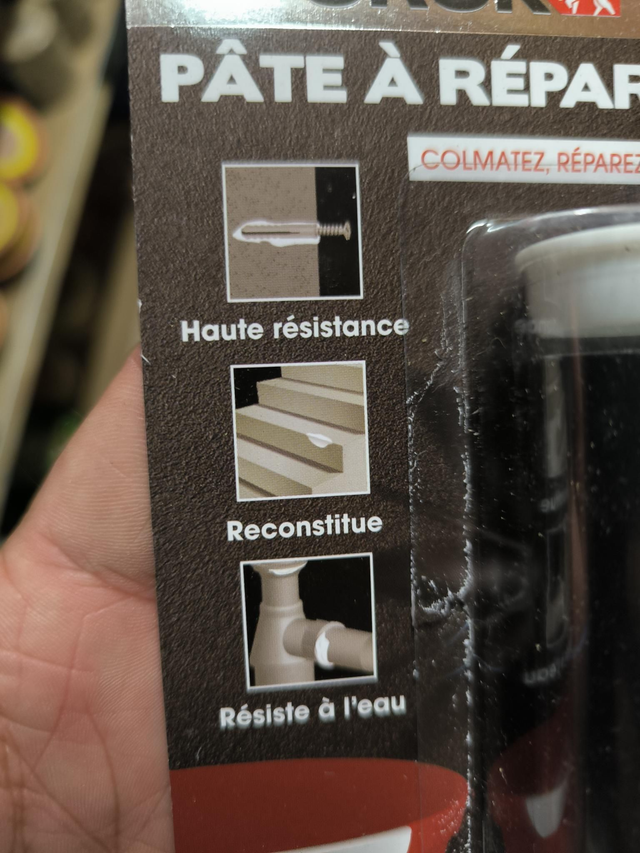 PÂTE À RÉPAR
COLMATEZ, RÉPAREZ
Haute résistance
Reconstitue
Résiste à l'eau